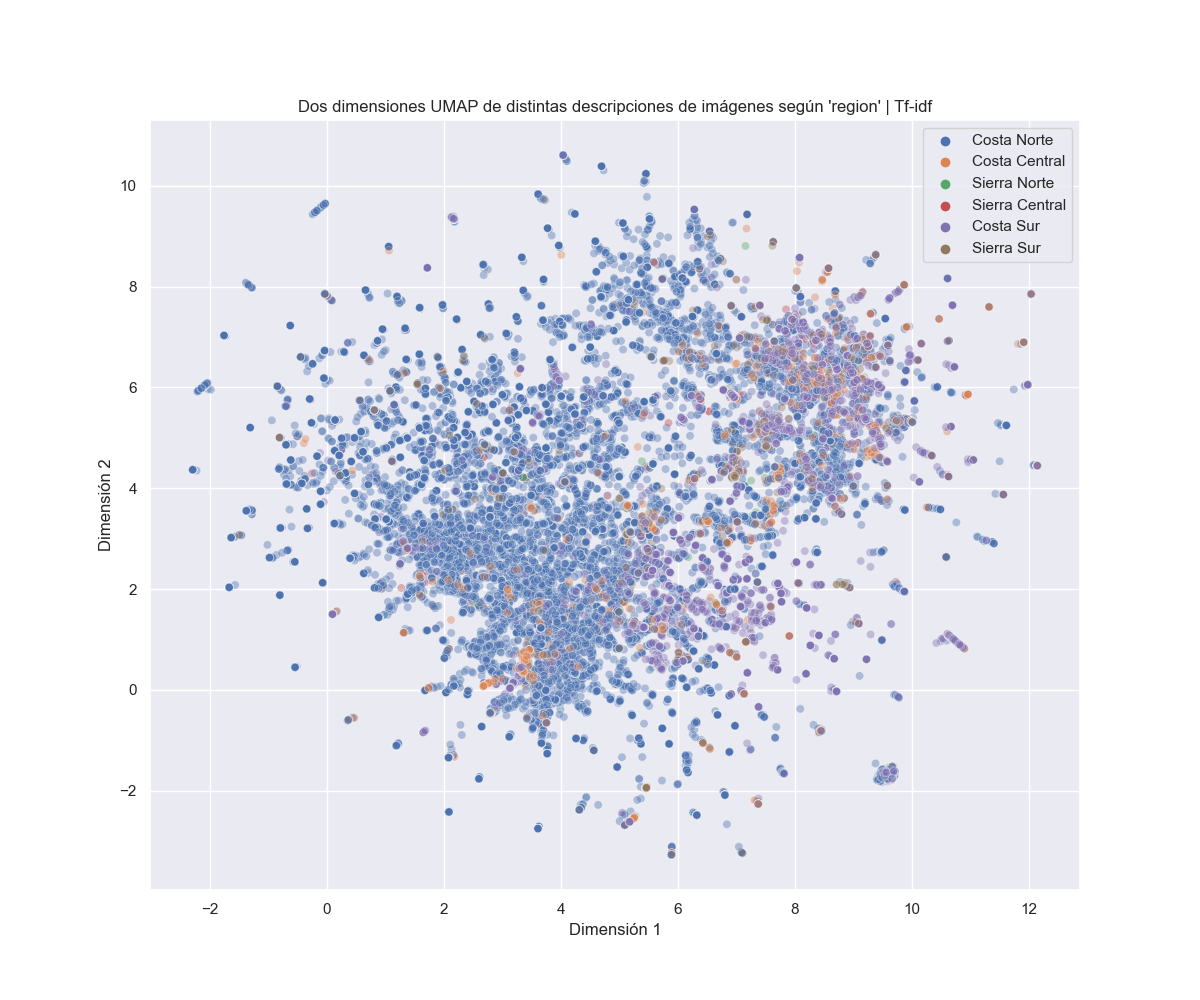 Dos dimensiones UMAP de distintas descripciones de imágenes según 'region' | Tf-idf
Costa Norte
Costa Central
Sierra Norte
Sierra Central
Costa Sur
Sierra Sur
10
8
6
4
2
0
−2
Dimensión 2
−2
0
2
4
6
8
10
12
Dimensión 1